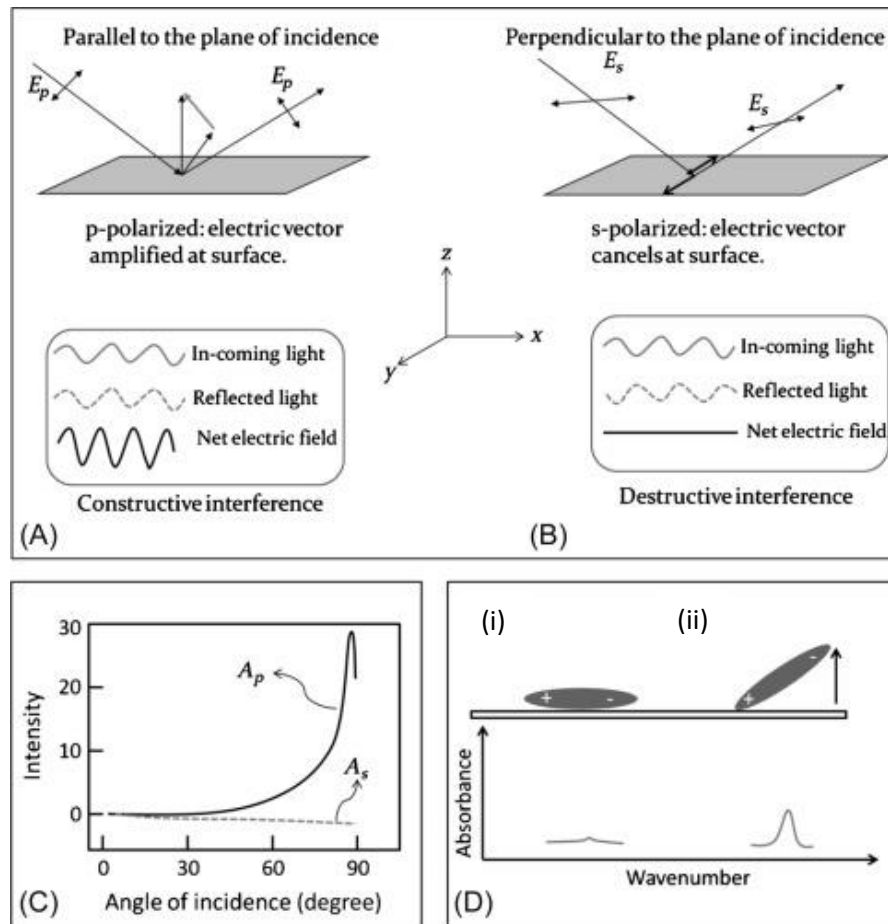 Parallel to the plane of incidence
E_p
E_p
p-polarized: electric vector
amplified at surface.
In-coming light
Reflected light
Net electric field
Constructive interference
(A)
z
x
y
Perpendicular to the plane of incidence
E_s
E_s
s-polarized: electric vector
cancels at surface.
In-coming light
Reflected light
Net electric field
Destructive interference
(B)
30
20
10
0
Intensity
A_p
A_s
0 30 60 90
Angle of incidence (degree)
(C)
(i) (ii)
+ - + -
Absorbance
Wavenumber
(D)